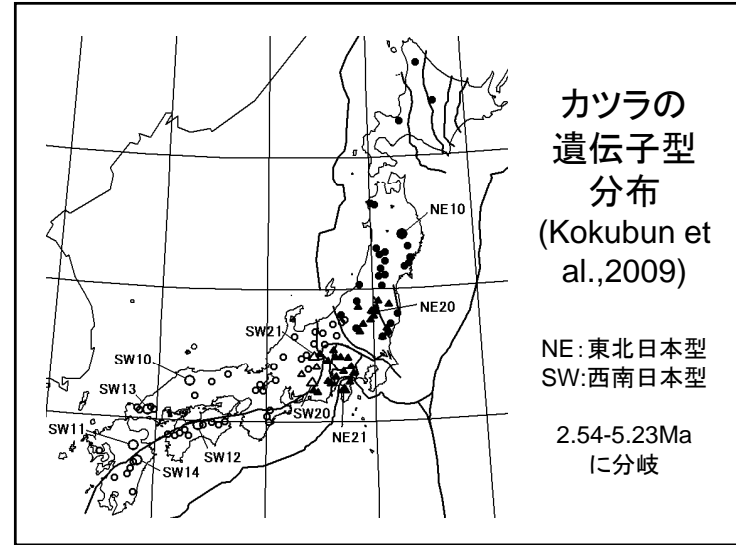 カツラの
遺伝子型
分布
(Kokubun et
al.,2009)
NE:東北日本型
SW:西南日本型
2.54-5.23Ma
に分岐
NE10
NE20
SW21
SW10
SW13
SW11
SW20
NE21
SW12
SW14